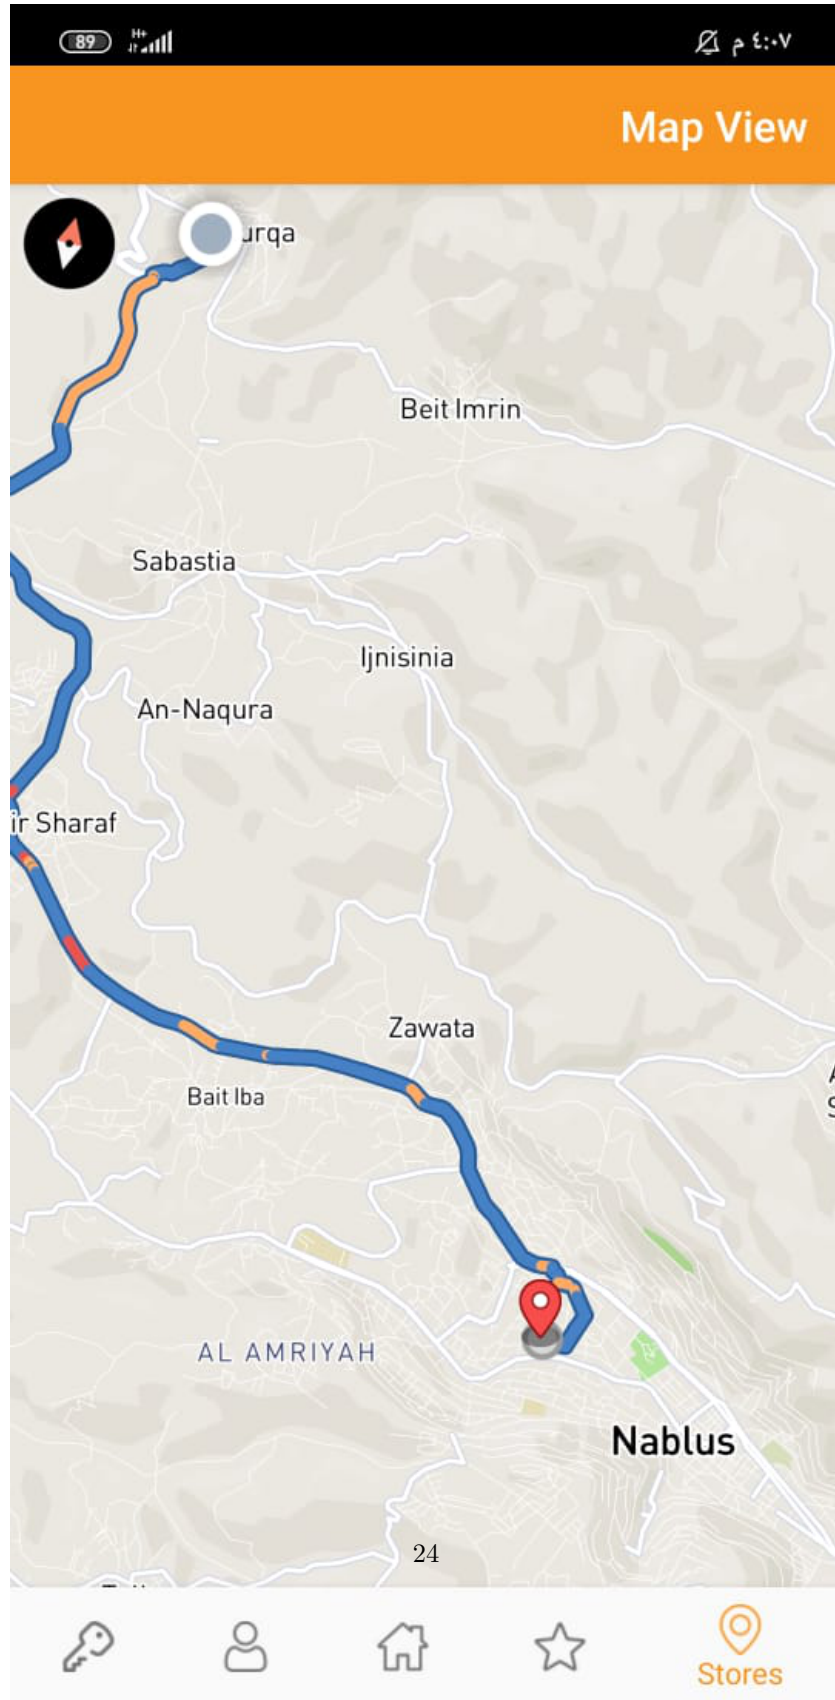 89 H+ م ٤:٠٧
Map View
urqa
Beit Imrin
Sabastia
Ijnisinia
An-Naqura
ir Sharaf
Zawata
Bait Iba
AL AMRIYAH
Nablus
24
Stores